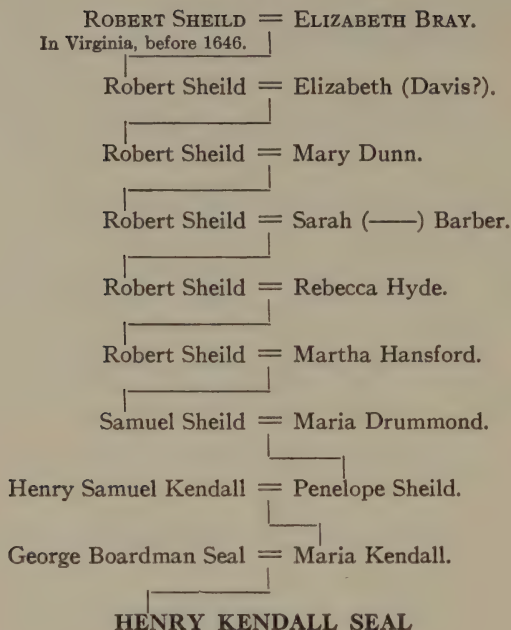 ROBERT SHEILD = ELIZABETH BRAY.
In Virginia, before 1646.
Robert Sheild = Elizabeth (Davis?).
Robert Sheild = Mary Dunn.
Robert Sheild = Sarah (——) Barber.
Robert Sheild = Rebecca Hyde.
Robert Sheild = Martha Hansford.
Samuel Sheild = Maria Drummond.
Henry Samuel Kendall = Penelope Sheild.
George Boardman Seal = Maria Kendall.
HENRY KENDALL SEAL